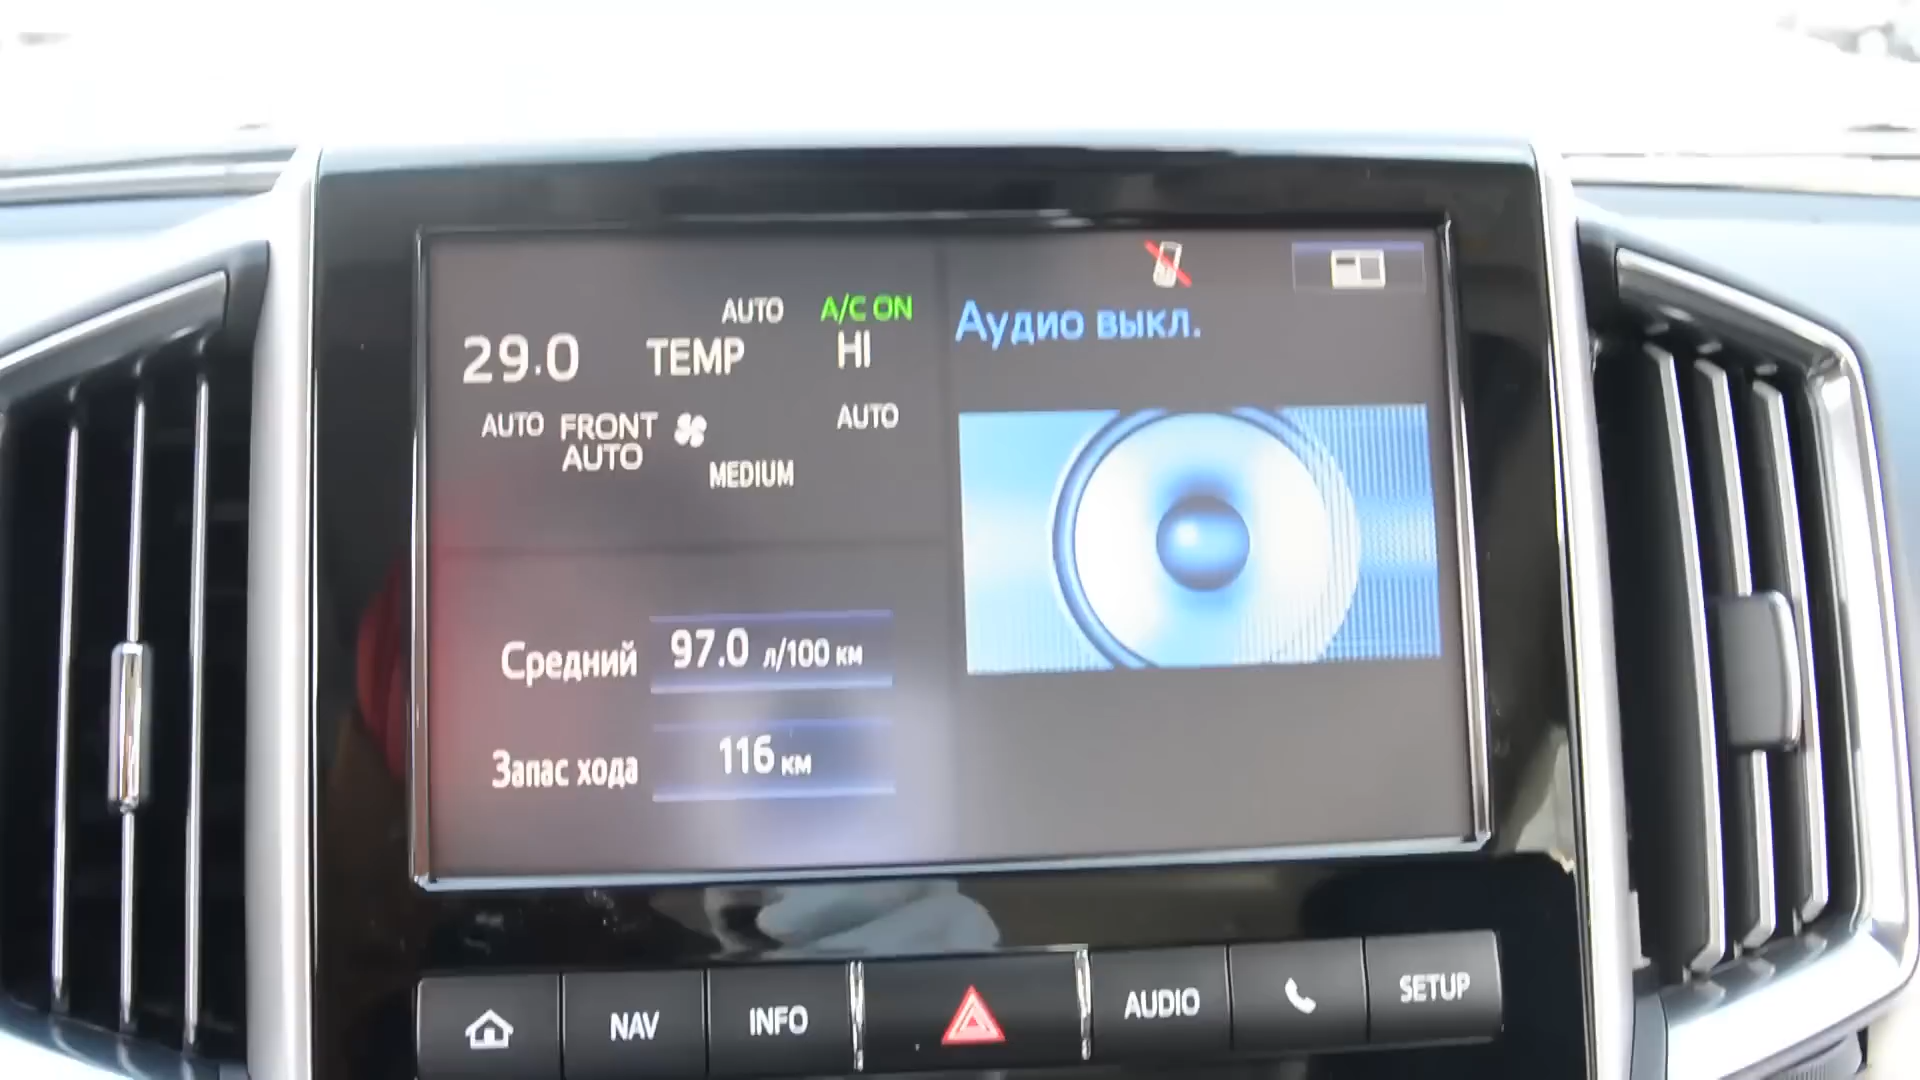 AUTO A/C ON
29.0 TEMP HI
AUTO FRONT AUTO
AUTO
MEDIUM
Аудио выкл.
Средний 97.0 л/100 км
Запас хода 116 км
NAV INFO AUDIO SETUP